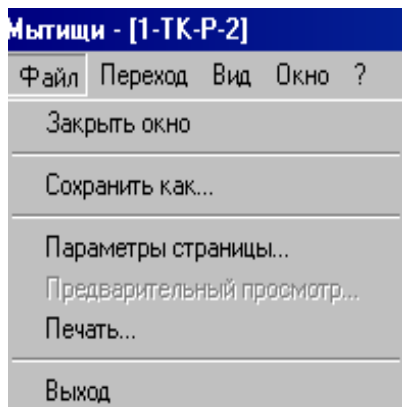 Мытищи - [1-ТК-Р-2]
Файл Переход Вид Окно ?
Закрыть окно
Сохранить как...
Параметры страницы...
Предварительный просмотр...
Печать...
Выход